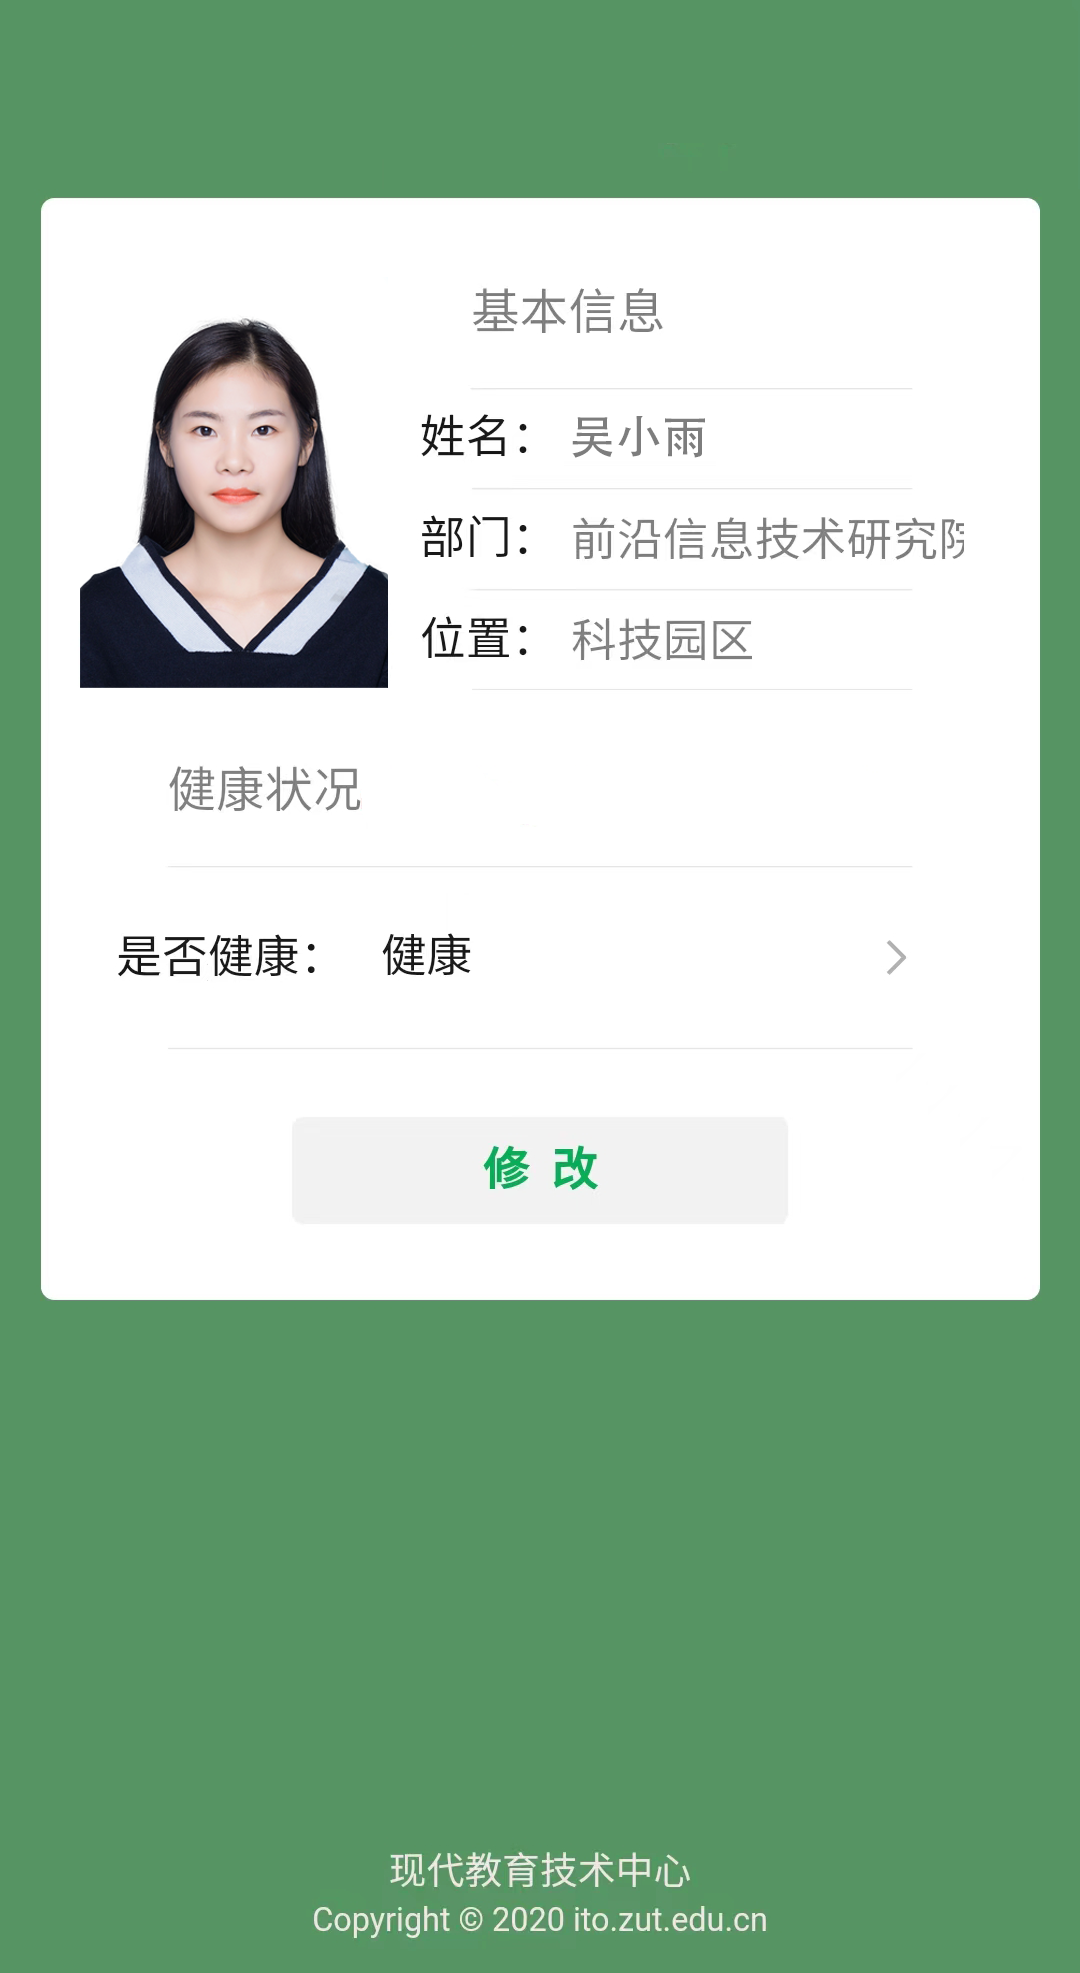 基本信息
姓名： 吴小雨
部门： 前沿信息技术研究院
位置： 科技园区
健康状况
是否健康： 健康
修 改
现代教育技术中心
Copyright © 2020 ito.zut.edu.cn